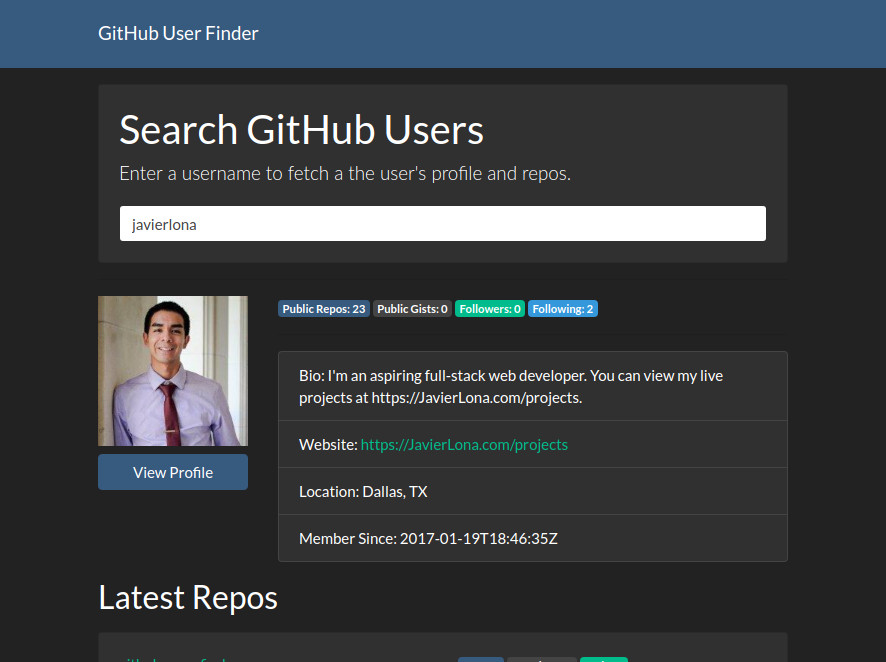 GitHub User Finder
Search GitHub Users
Enter a username to fetch a the user's profile and repos.
javierlona
Public Repos: 23 Public Gists: 0 Followers: 0 Following: 2
Bio: I'm an aspiring full-stack web developer. You can view my live
projects at https://JavierLona.com/projects.
Website: https://JavierLona.com/projects
View Profile
Location: Dallas, TX
Member Since: 2017-01-19T18:46:35Z
Latest Repos